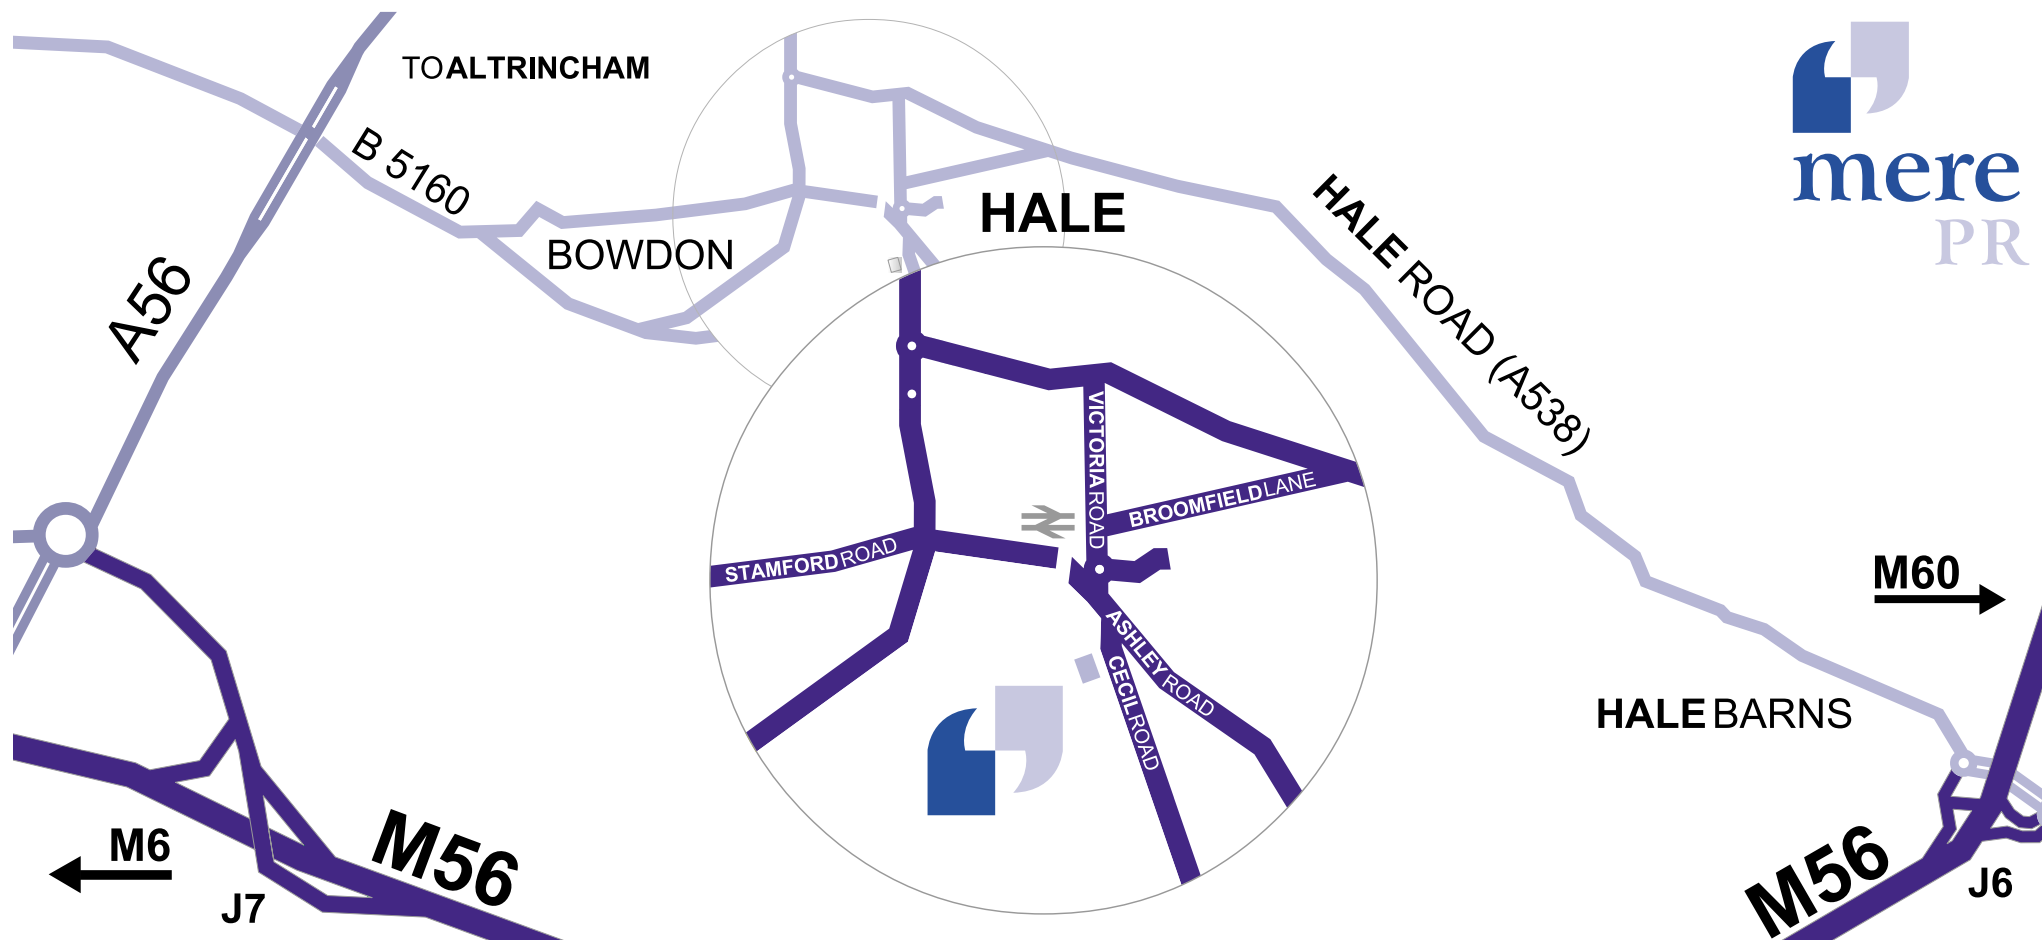 TO ALTRINCHAM
mere
PR
B 5160
HALE
HALE ROAD (A538)
BOWDON
A56
VICTORIA ROAD
BROOMFIELD LANE
STAMFORD ROAD
M60
ASHLEY ROAD
CECIL ROAD
HALE BARNS
M6
M56
J7
M56
J6